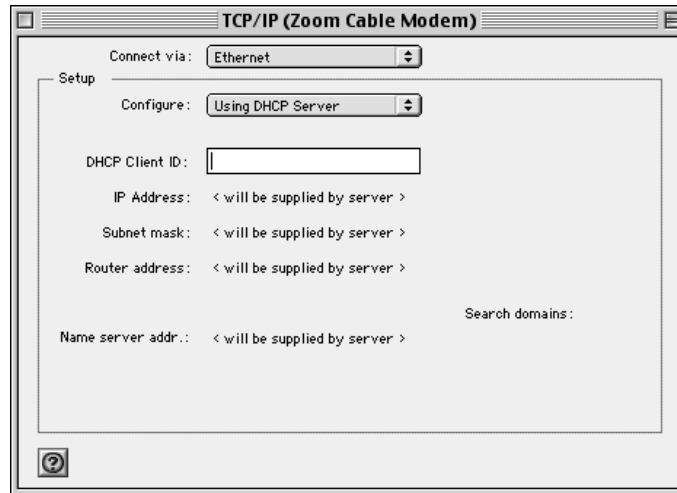 TCP/IP (Zoom Cable Modem)
Connect via: Ethernet
Setup
Configure: Using DHCP Server
DHCP Client ID:
IP Address: < will be supplied by server >
Subnet mask: < will be supplied by server >
Router address: < will be supplied by server >
Search domains:
Name server addr.: < will be supplied by server >
?